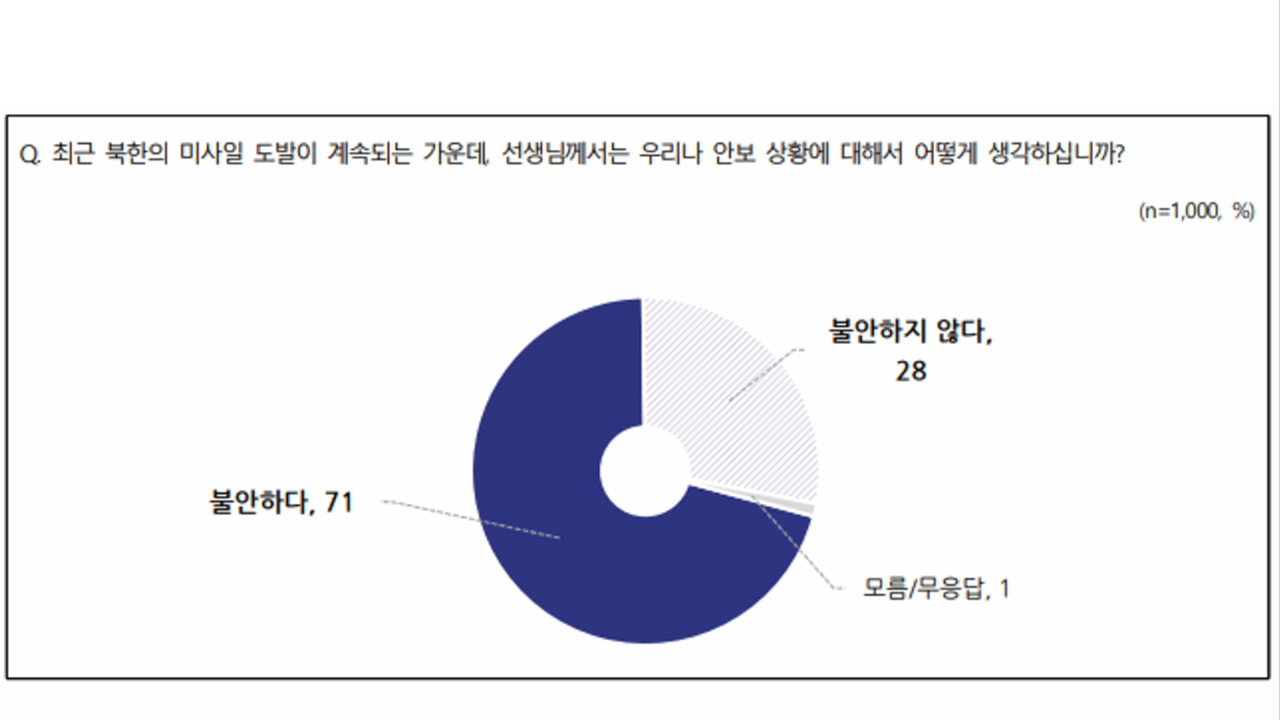 Q. 최근 북한의 미사일 도발이 계속되는 가운데, 선생님께서는 우리나 안보 상황에 대해서 어떻게 생각하십니까?
(n=1,000, %)
불안하지 않다,
28
불안하다, 71
모름/무응답, 1